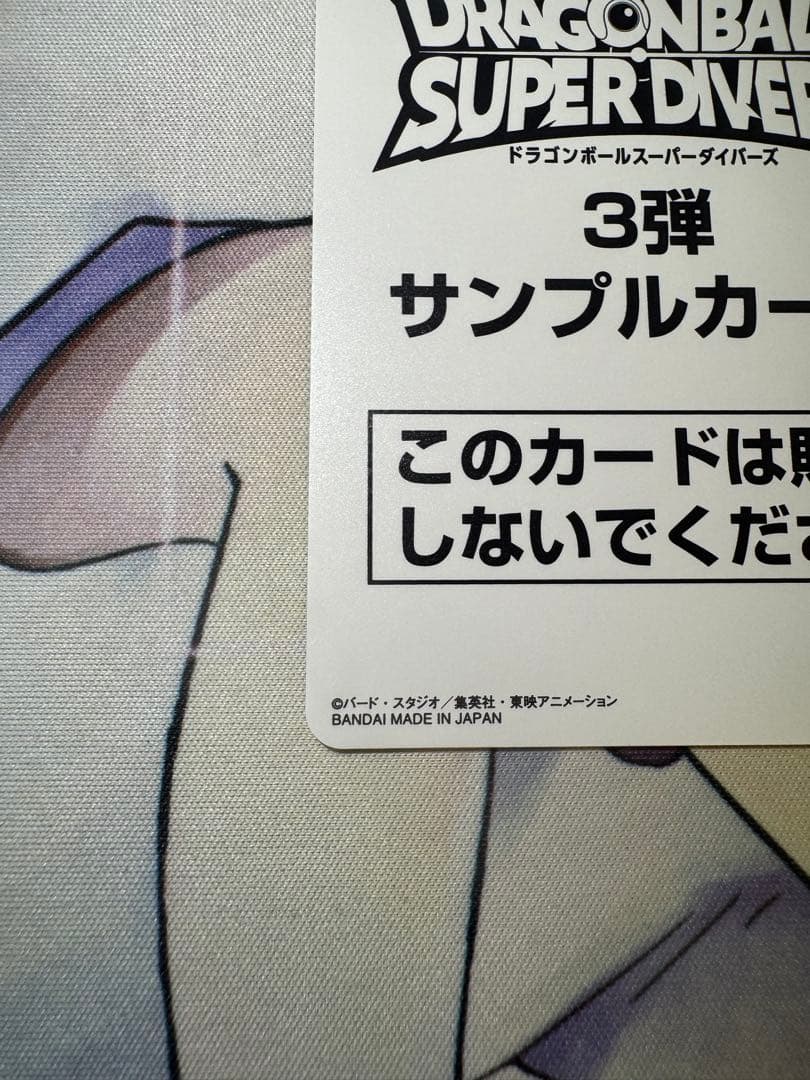 DRAGONBAL
SUPER DIVER
ドラゴンボールスーパーダイバーズ
3弾
サンプルカー
このカードは
しないでくださ
©バード・スタジオ／集英社・東映アニメーション
BANDAI MADE IN JAPAN